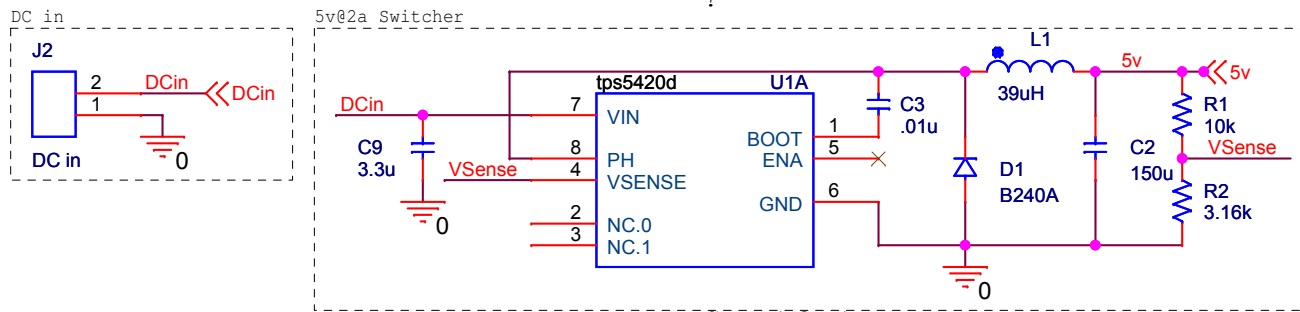 DC in
J2
2
1
DCin
DCin
0
DC in
5v@2a Switcher
DCin
C9
3.3u
0
VSense
tps5420d
U1A
7
VIN
8
PH
4
VSENSE
2
NC.0
3
NC.1
BOOT
1
ENA
5
GND
6
C3
.01u
D1
B240A
L1
39uH
5v
5v
C2
150u
R1
10k
VSense
R2
3.16k
0